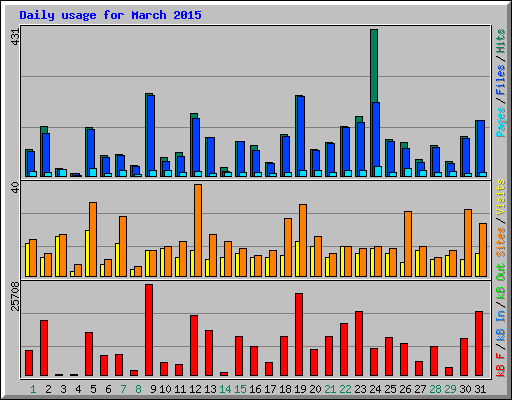 Daily usage for March 2015
431
Pages / Files / Hits
40
Sites / Visits
25708
kB F / kB In / kB Out
1 2 3 4 5 6 7 8 9 10 11 12 13 14 15 16 17 18 19 20 21 22 23 24 25 26 27 28 29 30 31